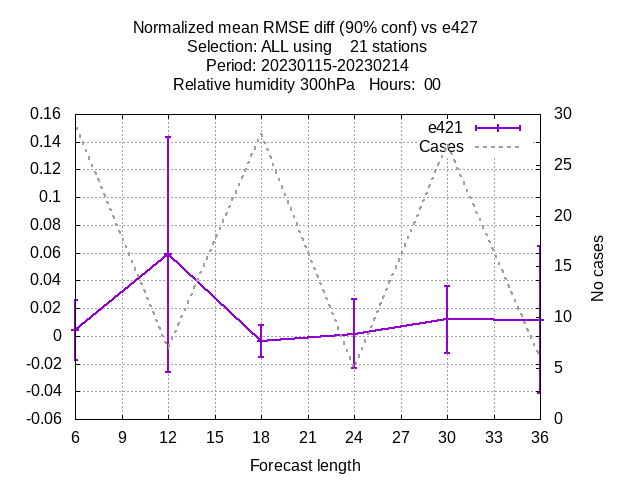 Normalized mean RMSE diff (90% conf) vs e427
Selection: ALL using    21 stations
Period: 20230115-20230214
Relative humidity 300hPa   Hours:  00
0.16
0.14
0.12
0.1
0.08
0.06
0.04
0.02
0
-0.02
-0.04
-0.06
30
25
20
15
10
5
0
e421
Cases
No cases
6 9 12 15 18 21 24 27 30 33 36
Forecast length